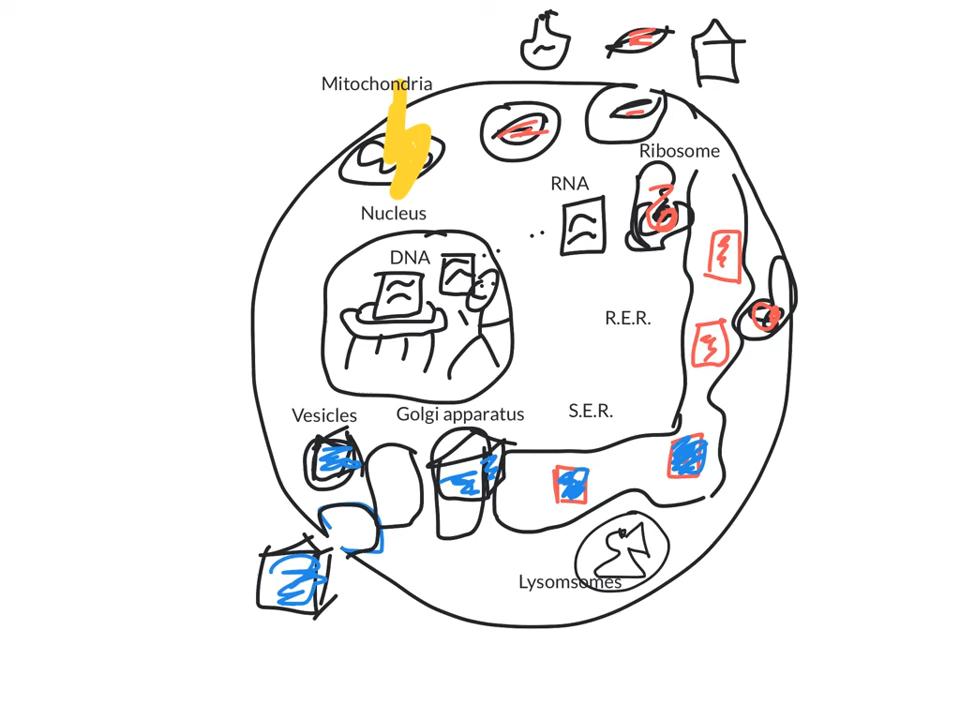 Mitochondria
Ribosome
RNA
Nucleus
DNA
R.E.R.
S.E.R.
Vesicles
Golgi apparatus
Lysomsomes